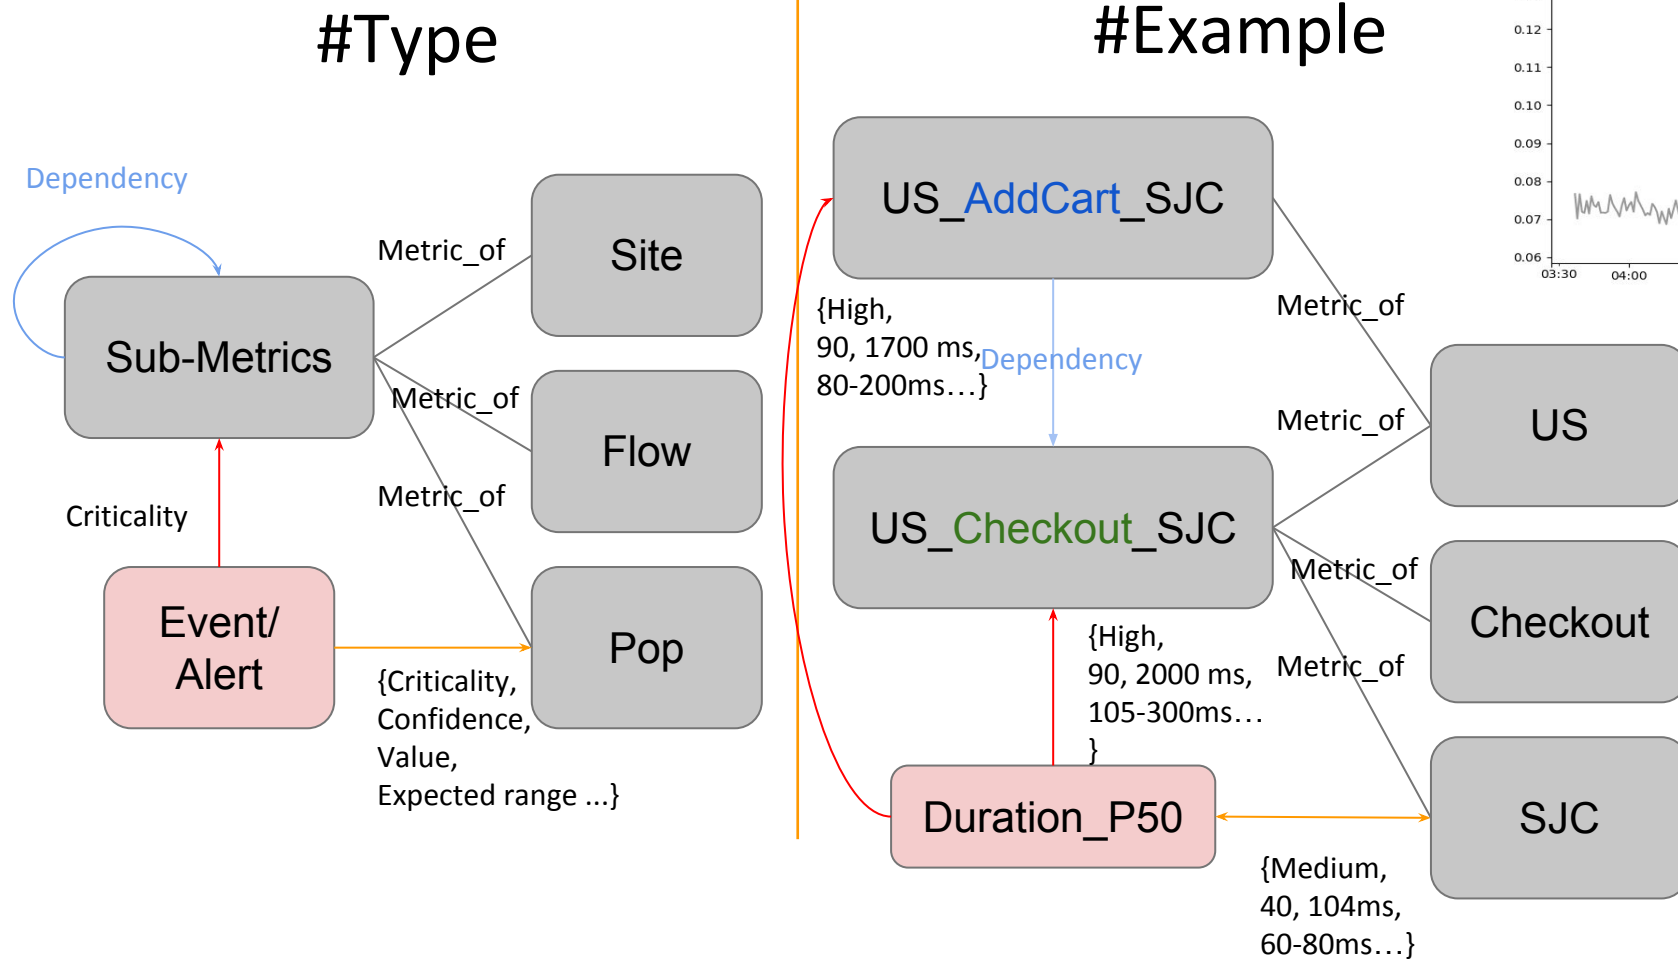 #Type
Dependency
Sub-Metrics
Metric_of
Metric_of
Metric_of
Site
Flow
Pop
Criticality
Event/
Alert
{Criticality,
Confidence,
Value,
Expected range ...}
#Example
0.12
0.11
0.10
0.09
0.08
0.07
0.06
03:30 04:00
US_AddCart_SJC
{High,
90, 1700 ms,
80-200ms…}
Dependency
Metric_of
Metric_of
US
US_Checkout_SJC
Metric_of
Checkout
Metric_of
{High,
90, 2000 ms,
105-300ms…
}
Duration_P50
SJC
{Medium,
40, 104ms,
60-80ms…}